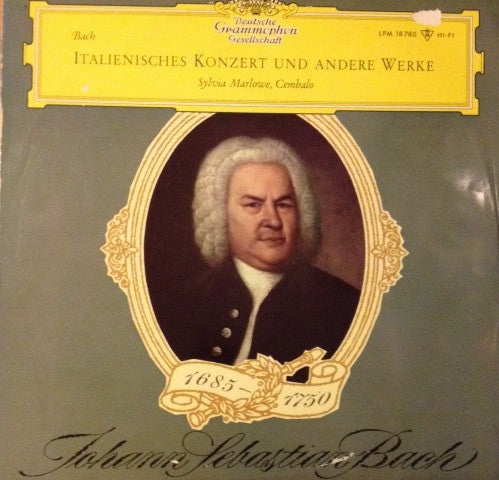 Deutsche
Grammophon
Gesellschaft
LPM 18 780 HI-FI
Bach
ITALIENISCHES KONZERT UND ANDERE WERKE
Sylvia Marlowe, Cembalo
1685~
1750
Johann Sebastian Bach